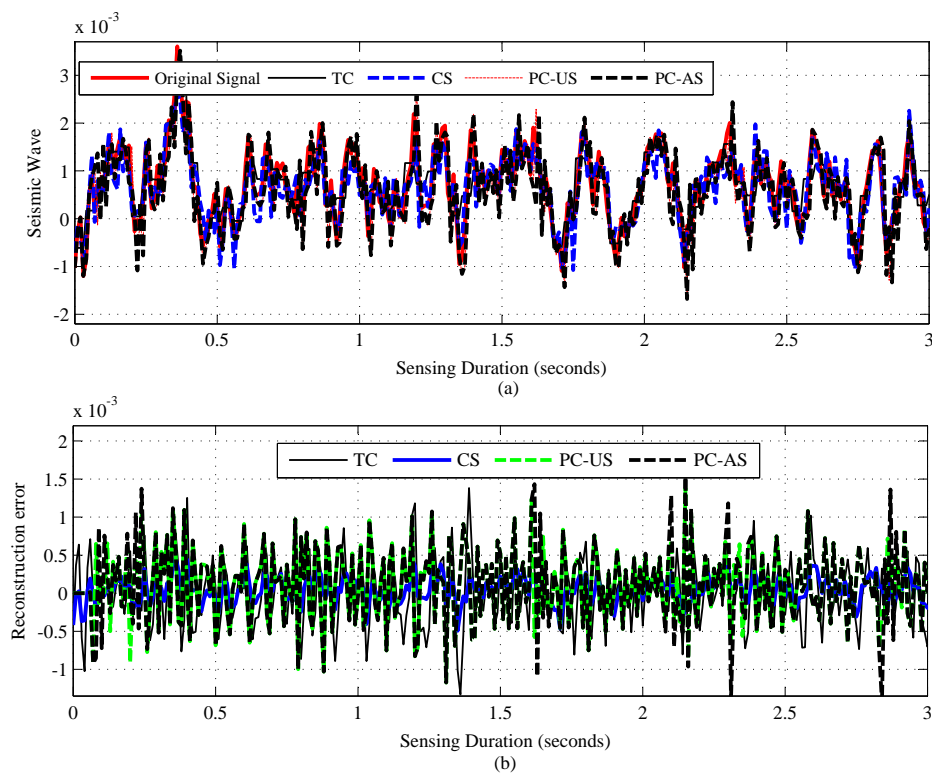 x 10-3
3
2
1
0
-1
-2
Seismic Wave
Original Signal TC CS PC-US PC-AS
0 0.5 1 1.5 2 2.5 3
Sensing Duration (seconds)
(a)
x 10-3
2
1.5
1
0.5
0
-0.5
-1
Reconstruction error
TC CS PC-US PC-AS
0 0.5 1 1.5 2 2.5 3
Sensing Duration (seconds)
(b)